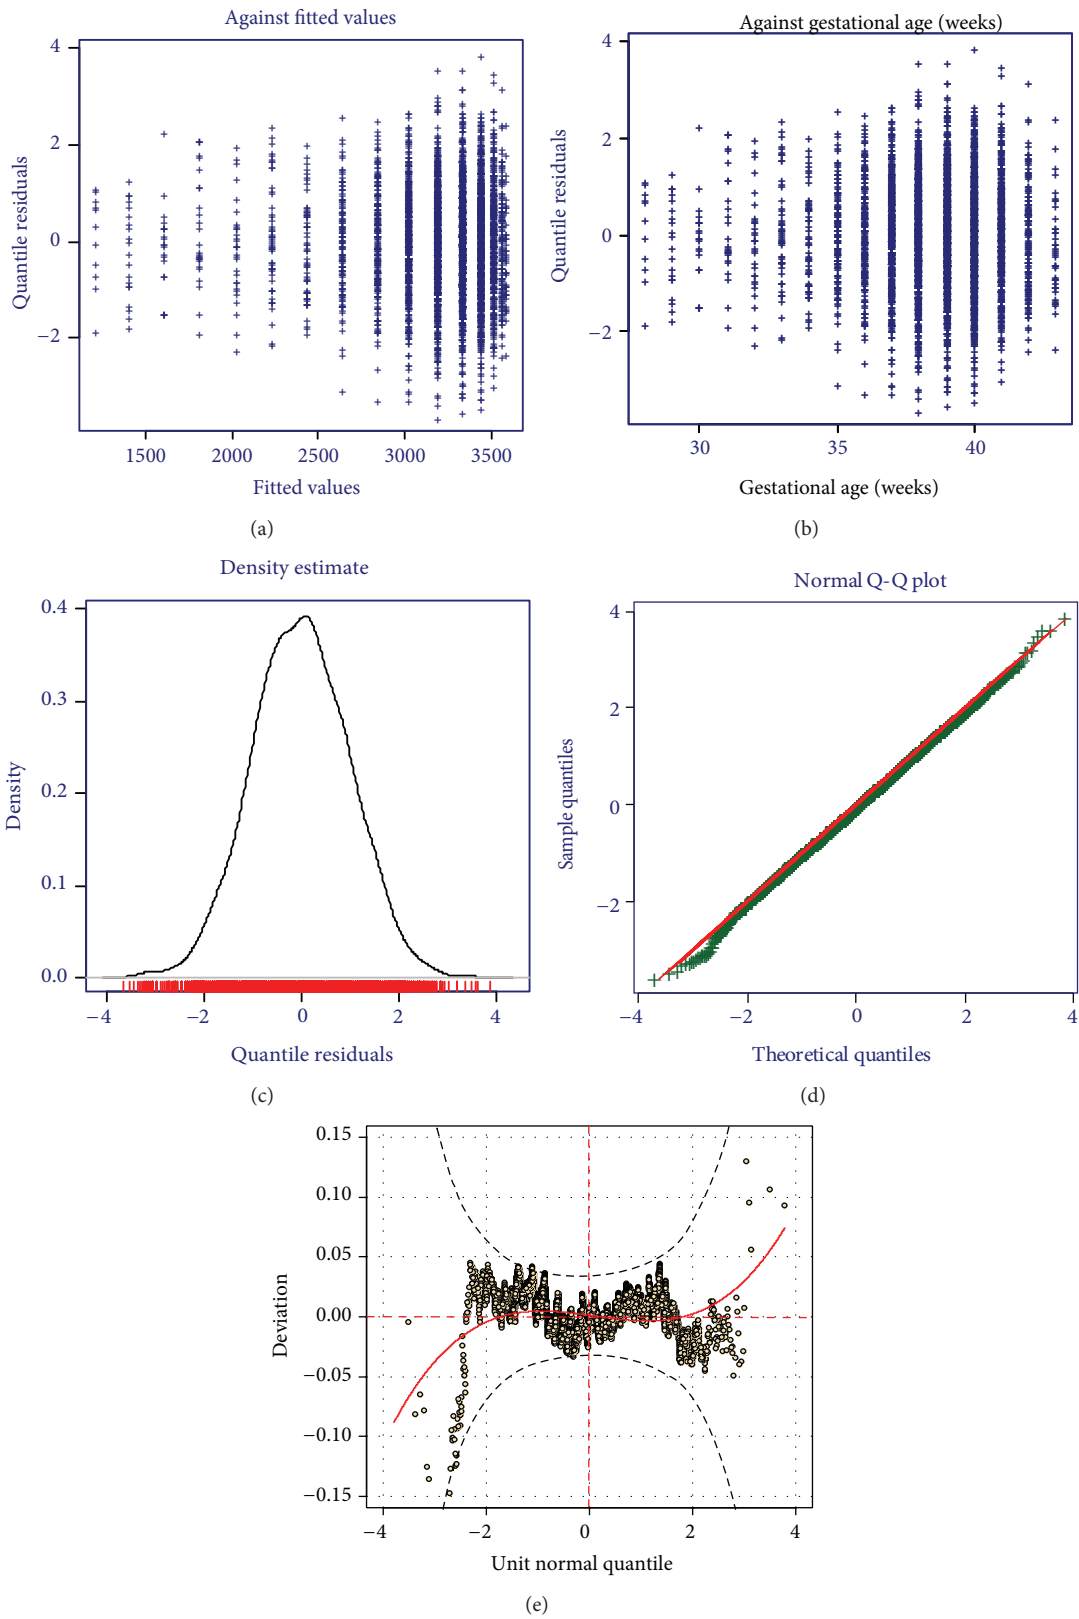 Against fitted values
4
2
0
−2
Quantile residuals
1500 2000 2500 3000 3500
Fitted values
(a)
Against gestational age (weeks)
4
2
0
−2
Quantile residuals
30 35 40
Gestational age (weeks)
(b)
Density estimate
0.4
0.3
0.2
0.1
0.0
Density
−4 −2 0 2 4
Quantile residuals
(c)
Normal Q-Q plot
4
2
0
−2
Sample quantiles
−4 −2 0 2 4
Theoretical quantiles
(d)
0.15
0.10
0.05
0.00
−0.05
−0.10
−0.15
Deviation
−4 −2 0 2 4
Unit normal quantile
(e)